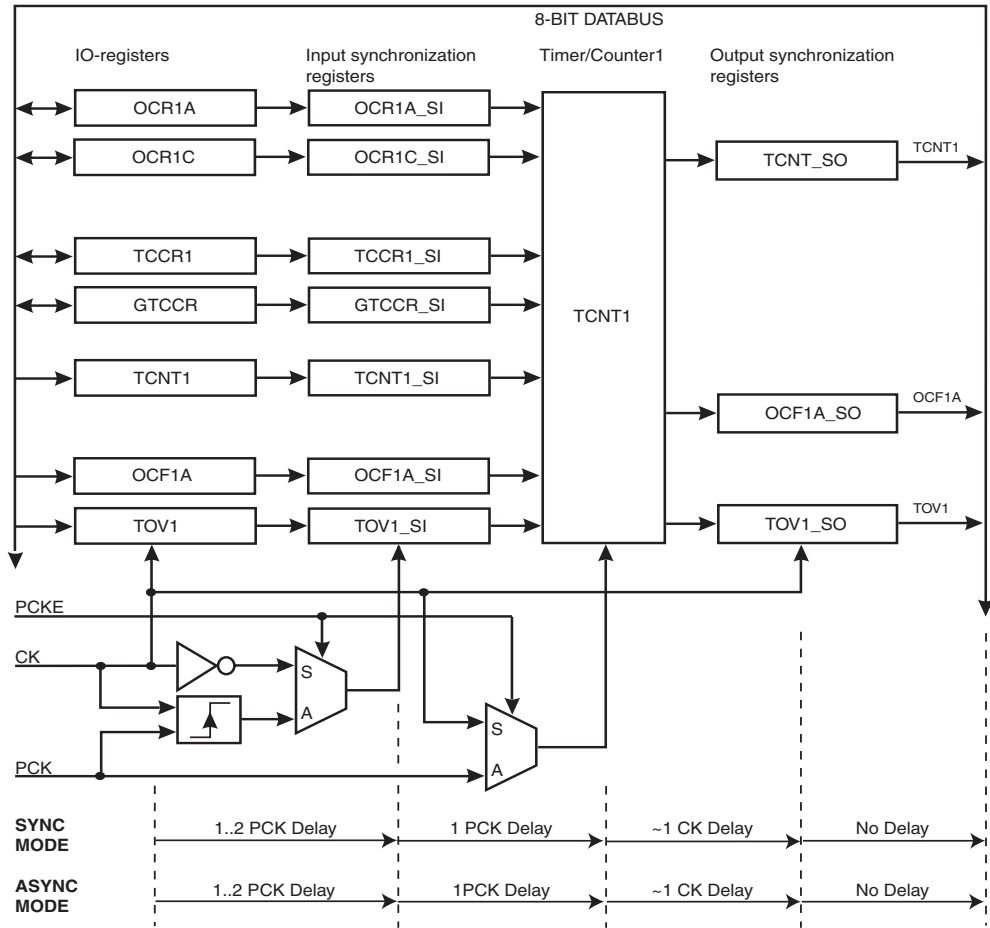 8-BIT DATABUS
IO-registers
Input synchronization
registers
Timer/Counter1
Output synchronization
registers
OCR1A
OCR1A_SI
OCR1C
OCR1C_SI
TCNT_SO
TCNT1
TCCR1
TCCR1_SI
GTCCR
GTCCR_SI
TCNT1
TCNT1
TCNT1_SI
OCF1A_SO
OCF1A
OCF1A
OCF1A_SI
TOV1
TOV1_SI
TOV1_SO
TOV1
PCKE
CK
S
A
S
PCK
A
SYNC
MODE
1..2 PCK Delay
1 PCK Delay
~1 CK Delay
No Delay
ASYNC
MODE
1..2 PCK Delay
1PCK Delay
~1 CK Delay
No Delay